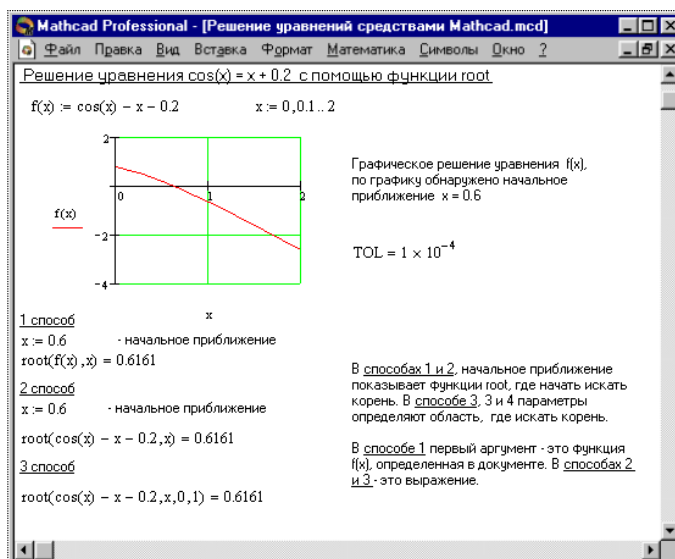 Mathcad Professional - [Решение уравнений средствами Mathcad.mcd]
Файл Правка Вид Вставка Формат Математика Символы Окно ?
Решение уравнения cos(x) = x + 0.2 с помощью функции root
f(x) := cos(x) − x − 0.2 x := 0,0.1.. 2
2
0 1 2
f(x)
−2
−4
x
Графическое решение уравнения f(x),
по графику обнаружено начальное
приближение x = 0.6
TOL = 1 × 10⁻⁴
1 способ
x := 0.6 - начальное приближение
root(f(x) ,x) = 0.6161
2 способ
x := 0.6 - начальное приближение
root(cos(x) − x − 0.2,x) = 0.6161
3 способ
root(cos(x) − x − 0.2,x,0,1) = 0.6161
В способах 1 и 2, начальное приближение
показывает функции root, где начать искать
корень. В способе 3, 3 и 4 параметры
определяют область, где искать корень.
В способе 1 первый аргумент - это функция
f(x), определенная в документе. В способах 2
и 3 - это выражение.